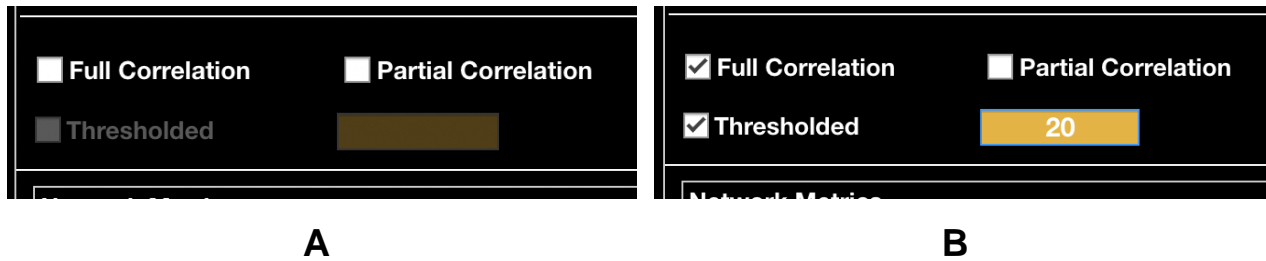 Full Correlation Partial Correlation
Thresholded
Full Correlation Partial Correlation
Thresholded 20
Network Metrics
A
B